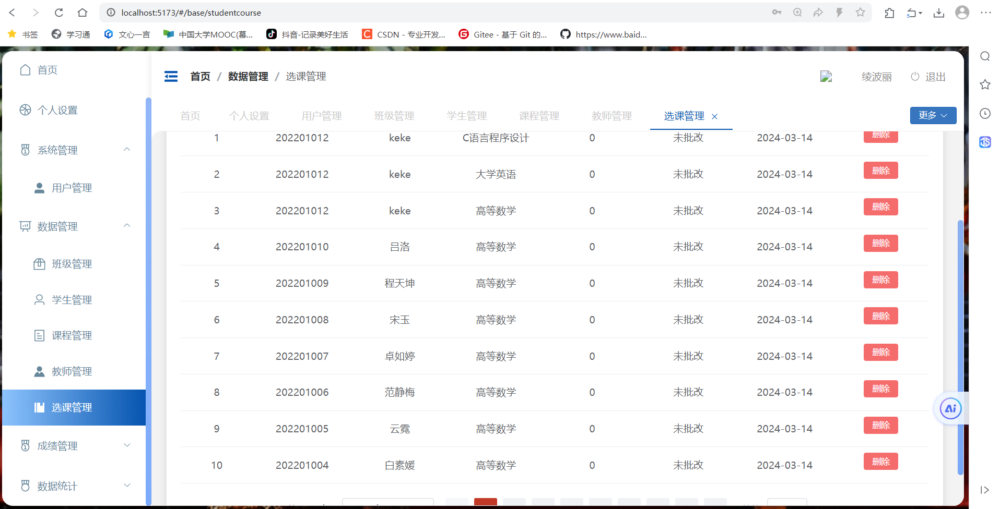 localhost:5173/#/base/studentcourse
书签 学习通 文心一言 中国大学MOOC(慕... 抖音-记录美好生活 CSDN - 专业开发... Gitee - 基于 Git 的... https://www.baid...
首页
个人设置
系统管理
用户管理
数据管理
班级管理
学生管理
课程管理
教师管理
选课管理
成绩管理
数据统计
首页 / 数据管理 / 选课管理 绫波丽 退出
首页 个人设置 用户管理 班级管理 学生管理 课程管理 教师管理 选课管理 更多
1 202201012 keke C语言程序设计 0 未批改 2024-03-14 删除
2 202201012 keke 大学英语 0 未批改 2024-03-14 删除
3 202201012 keke 高等数学 0 未批改 2024-03-14 删除
4 202201010 吕洛 高等数学 0 未批改 2024-03-14 删除
5 202201009 程天坤 高等数学 0 未批改 2024-03-14 删除
6 202201008 宋玉 高等数学 0 未批改 2024-03-14 删除
7 202201007 卓如婷 高等数学 0 未批改 2024-03-14 删除
8 202201006 范静梅 高等数学 0 未批改 2024-03-14 删除
9 202201005 云霓 高等数学 0 未批改 2024-03-14 删除
10 202201004 白素媛 高等数学 0 未批改 2024-03-14 删除
Ai